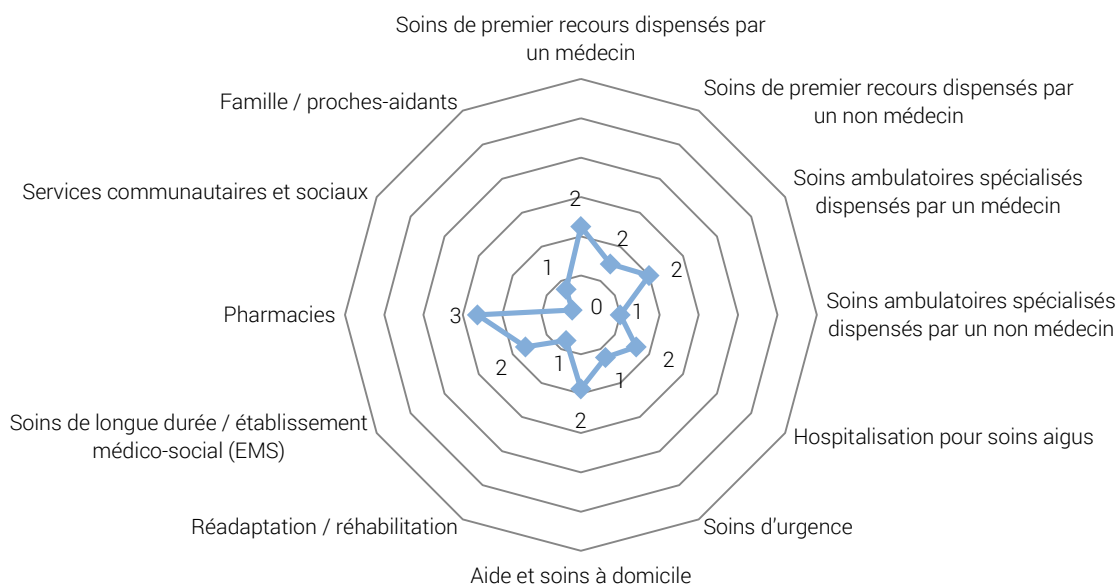 Soins de premier recours dispensés par
un médecin
Soins de premier recours dispensés par
un non médecin
Famille / proches-aidants
Soins ambulatoires spécialisés
dispensés par un médecin
Services communautaires et sociaux
2
2
2
1
0
1
Soins ambulatoires spécialisés
dispensés par un non médecin
Pharmacies
3
2
1
2
1
2
Soins de longue durée / établissement
médico-social (EMS)
Hospitalisation pour soins aigus
Réadaptation / réhabilitation
Soins d'urgence
Aide et soins à domicile